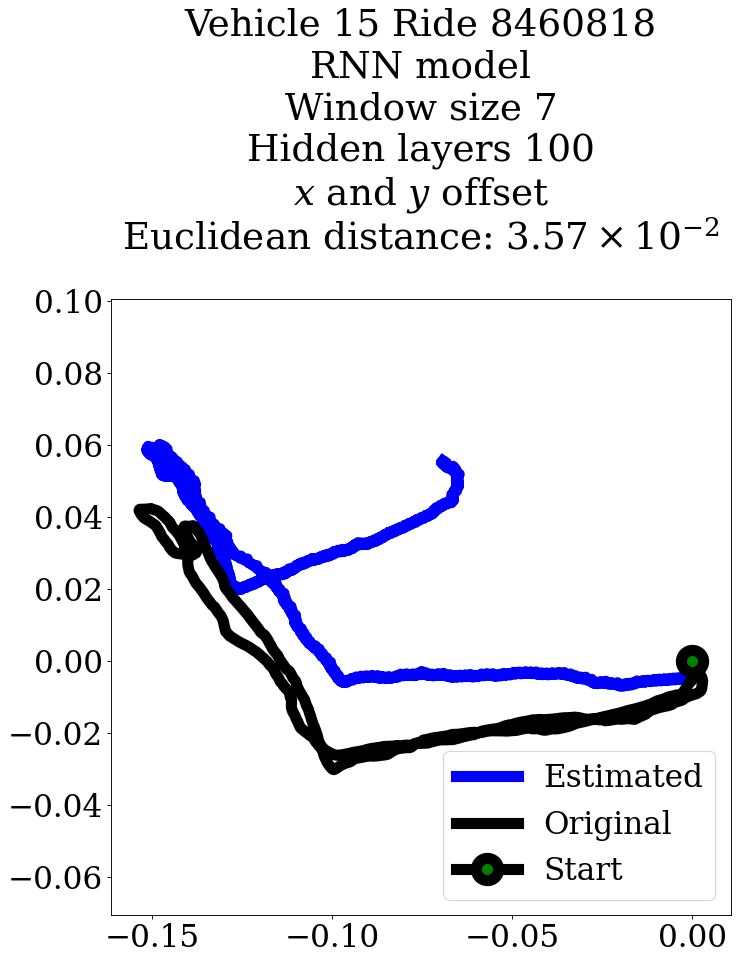 Vehicle 15 Ride 8460818
RNN model
Window size 7
Hidden layers 100
x and y offset
Euclidean distance: 3.57 × 10⁻²
0.10
0.08
0.06
0.04
0.02
0.00
−0.02
−0.04
−0.06
Estimated
Original
Start
−0.15 −0.10 −0.05 0.00